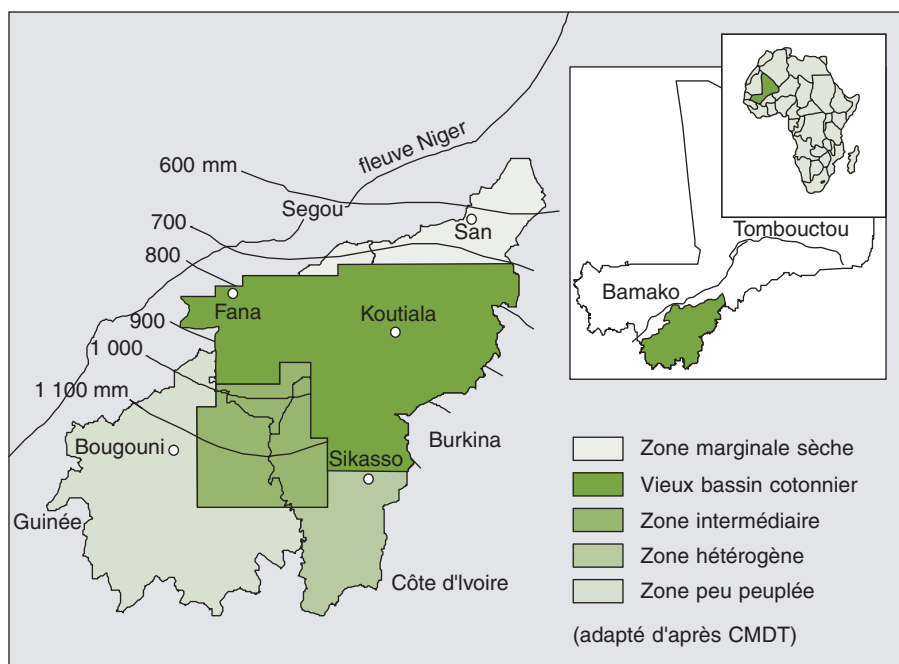 fleuve Niger
600 mm
Segou
700
San
Tombouctou
800
Bamako
Fana
Koutiala
900
1 000
1 100 mm
Bougouni
Burkina
Sikasso
Guinée
Côte d'Ivoire
Zone marginale sèche
Vieux bassin cotonnier
Zone intermédiaire
Zone hétérogène
Zone peu peuplée
(adapté d'après CMDT)